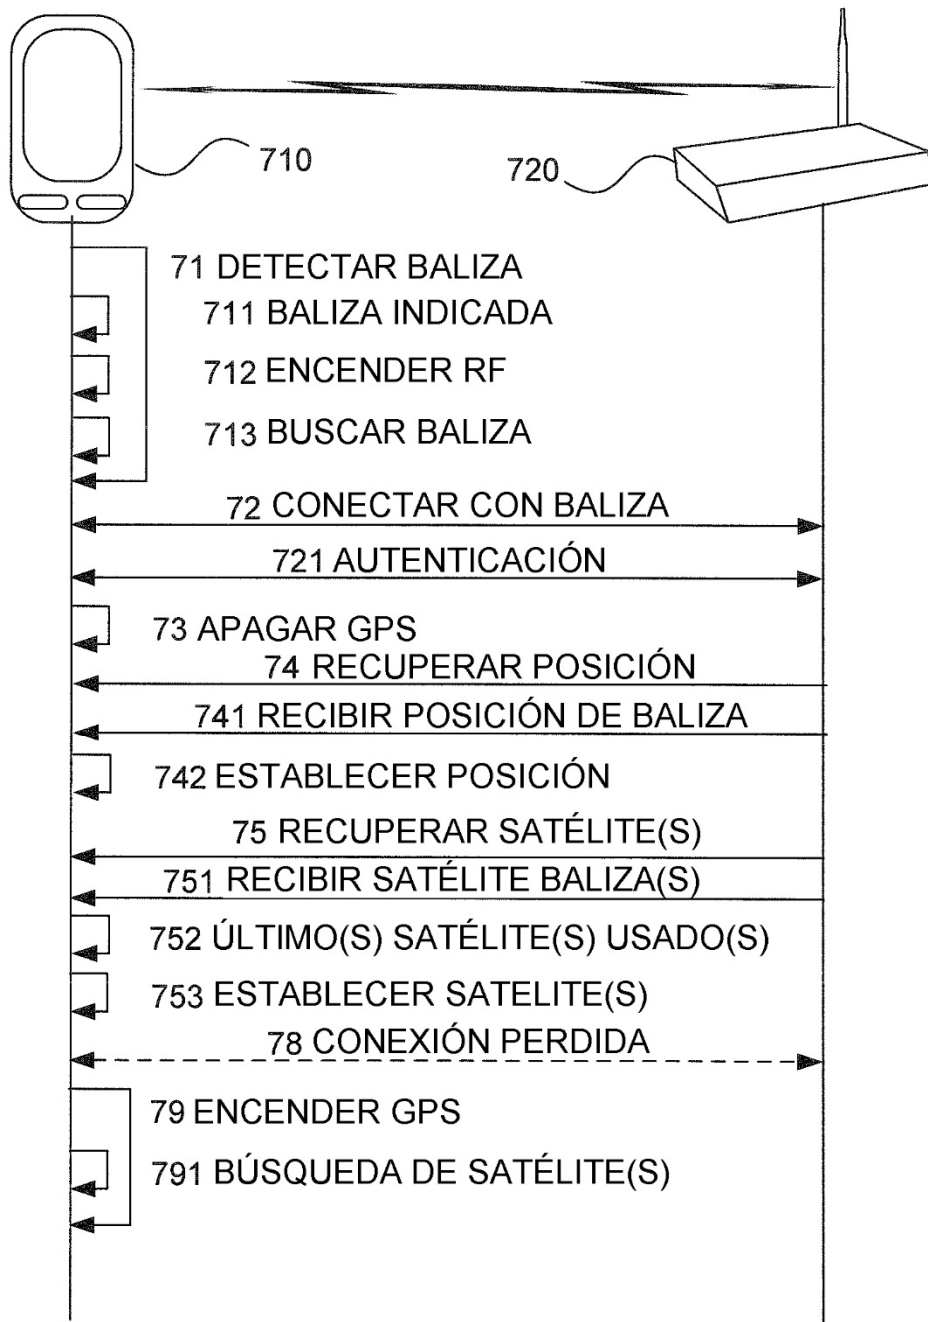 710
720
71 DETECTAR BALIZA
711 BALIZA INDICADA
712 ENCENDER RF
713 BUSCAR BALIZA
72 CONECTAR CON BALIZA
721 AUTENTICACIÓN
73 APAGAR GPS
74 RECUPERAR POSICIÓN
741 RECIBIR POSICIÓN DE BALIZA
742 ESTABLECER POSICIÓN
75 RECUPERAR SATÉLITE(S)
751 RECIBIR SATÉLITE BALIZA(S)
752 ÚLTIMO(S) SATÉLITE(S) USADO(S)
753 ESTABLECER SATELITE(S)
78 CONEXIÓN PERDIDA
79 ENCENDER GPS
791 BÚSQUEDA DE SATÉLITE(S)